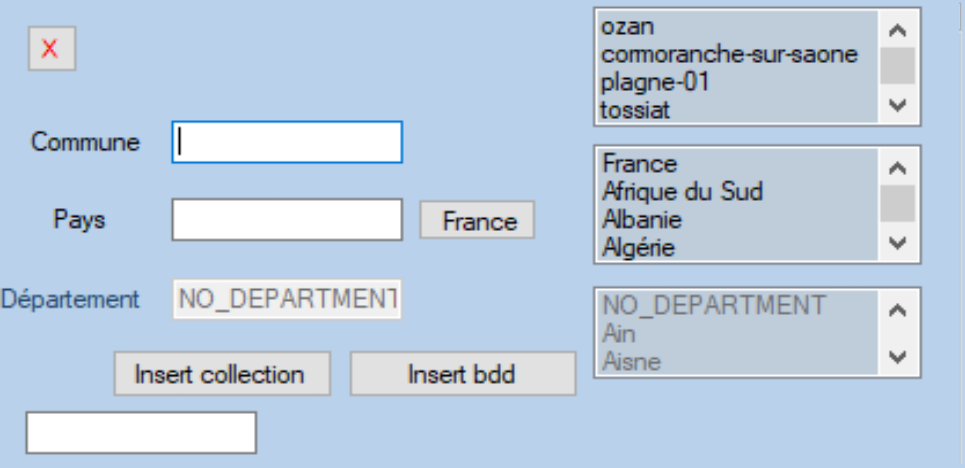 X
Commune
Pays
France
Département
NO_DEPARTMENT
Insert collection
Insert bdd
ozan
cormoranche-sur-saone
plagne-01
tossiat
France
Afrique du Sud
Albanie
Algérie
NO_DEPARTMENT
Ain
Aisne